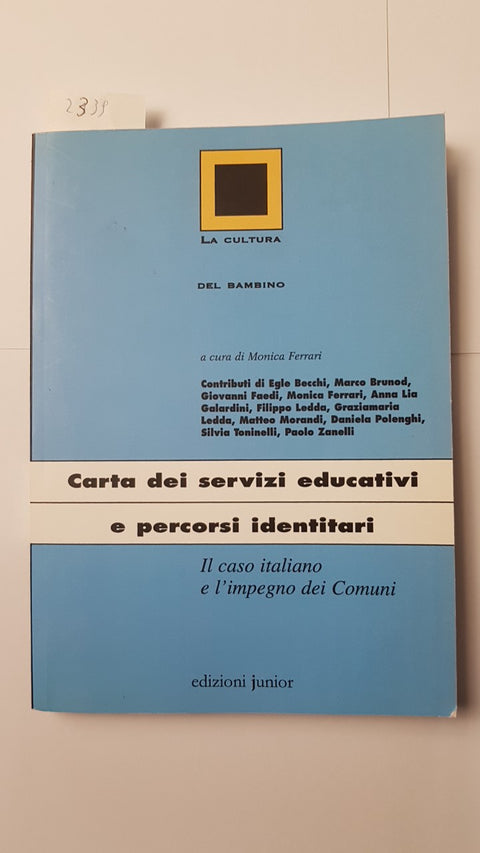 2339
LA CULTURA
DEL BAMBINO
a cura di Monica Ferrari
Contributi di Egle Becchi, Marco Brunod,
Giovanni Faedi, Monica Ferrari, Anna Lia
Galardini, Filippo Ledda, Graziamaria
Ledda, Matteo Morandi, Daniela Polenghi,
Silvia Toninelli, Paolo Zanelli
Carta dei servizi educativi
e percorsi identitari
Il caso italiano
e l'impegno dei Comuni
edizioni junior